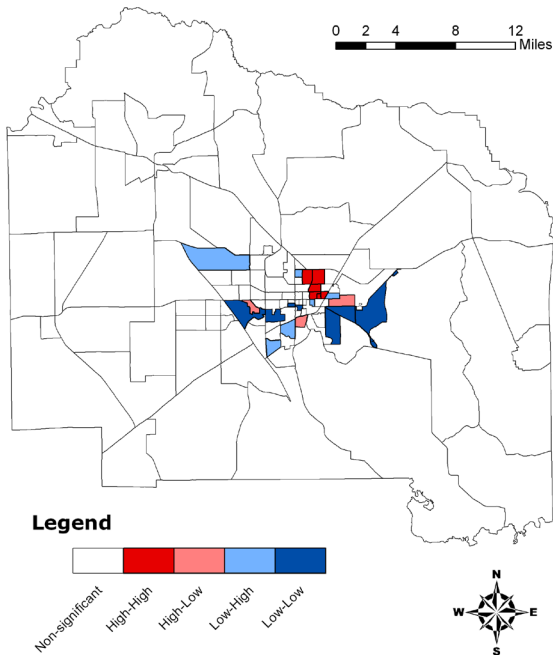 0 2 4 8 12
Miles
Legend
Non-significant
High-High
High-Low
Low-High
Low-Low
N
W E
S